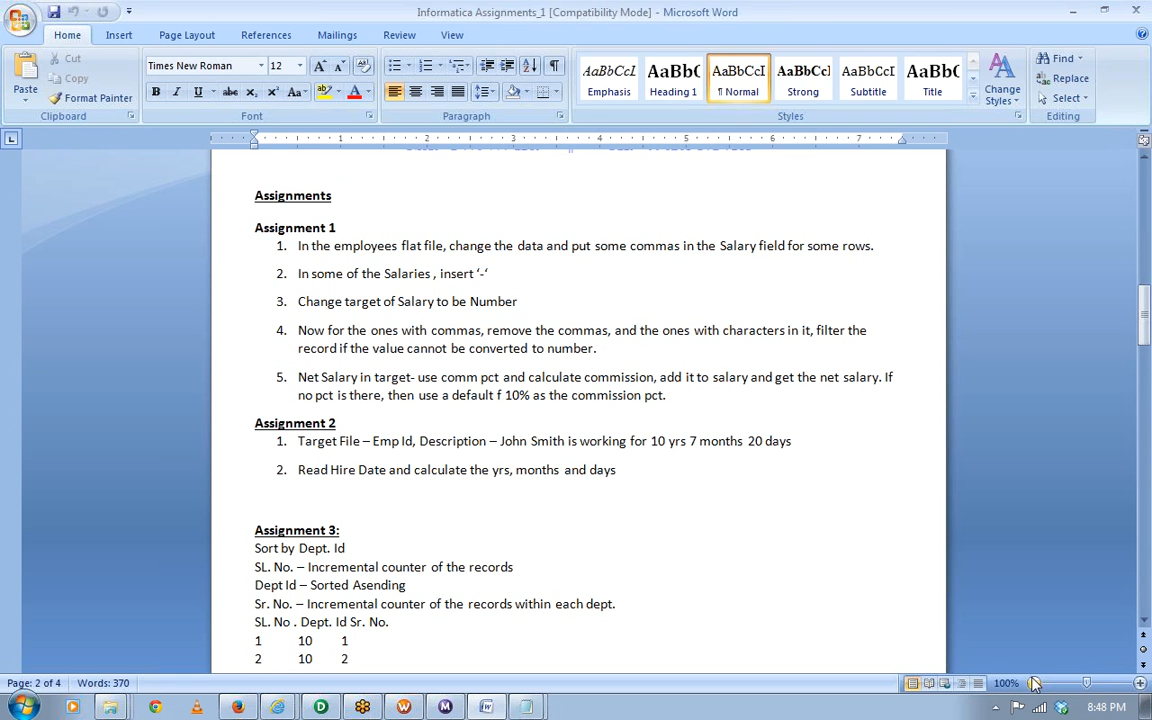 Informatica Assignments_1 [Compatibility Mode] - Microsoft Word
Home Insert Page Layout References Mailings Review View
Paste
Cut
Copy
Format Painter
Clipboard
Times New Roman 12
Font
Paragraph
AaBbCcI AaBbC AaBbCcI AaBbCc AaBbCcI AaBb(
Emphasis Heading 1 ¶ Normal Strong Subtitle Title
Change Styles
Styles
Find
Replace
Select
Editing
1 2 3 4 5 6 7
Assignments
Assignment 1
1. In the employees flat file, change the data and put some commas in the Salary field for some rows.
2. In some of the Salaries , insert ‘-‘
3. Change target of Salary to be Number
4. Now for the ones with commas, remove the commas, and the ones with characters in it, filter the
record if the value cannot be converted to number.
5. Net Salary in target- use comm pct and calculate commission, add it to salary and get the net salary. If
no pct is there, then use a default f 10% as the commission pct.
Assignment 2
1. Target File – Emp Id, Description – John Smith is working for 10 yrs 7 months 20 days
2. Read Hire Date and calculate the yrs, months and days
Assignment 3:
Sort by Dept. Id
SL. No. – Incremental counter of the records
Dept Id – Sorted Asending
Sr. No. – Incremental counter of the records within each dept.
SL. No . Dept. Id Sr. No.
1 10 1
2 10 2
Page: 2 of 4 Words: 370 100%
8:48 PM